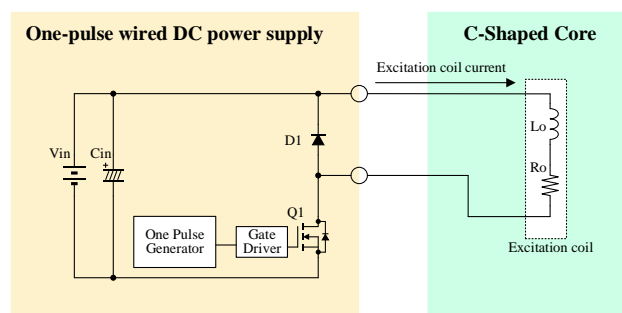 One-pulse wired DC power supply
C-Shaped Core
Excitation coil current
D1
Lo
Vin
Cin
+
Ro
Q1
One Pulse
Generator
Gate
Driver
Excitation coil